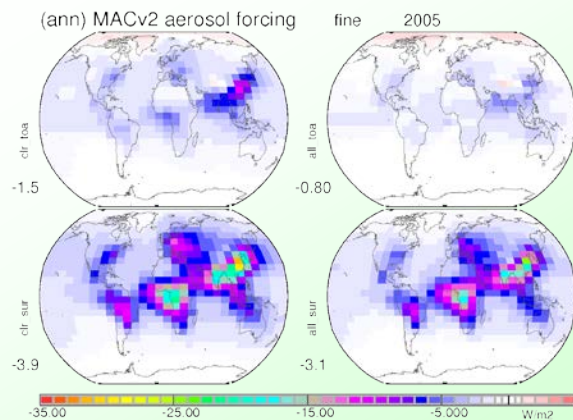 (ann) MACv2 aerosol forcing fine 2005
clr toa
-1.5
all toa
-0.80
clr sur
-3.9
all sur
-3.1
-35.00 -25.00 -15.00 -5.000 W/m2